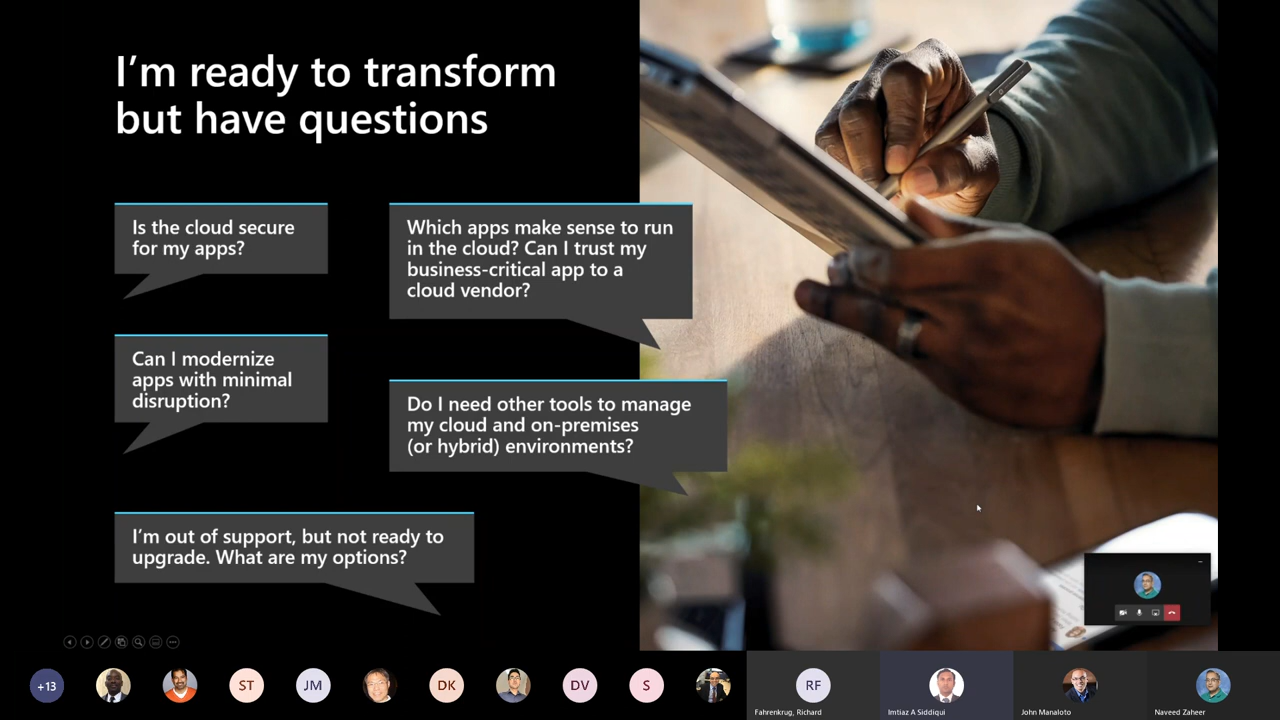 I'm ready to transform
but have questions
Is the cloud secure
for my apps?
Which apps make sense to run
in the cloud? Can I trust my
business-critical app to a
cloud vendor?
Can I modernize
apps with minimal
disruption?
Do I need other tools to manage
my cloud and on-premises
(or hybrid) environments?
I'm out of support, but not ready to
upgrade. What are my options?
+13
ST
JM
DK
DV
S
RF
Fahrenkrug, Richard
Imtiaz A Siddiqui
John Manaloto
Naveed Zaheer